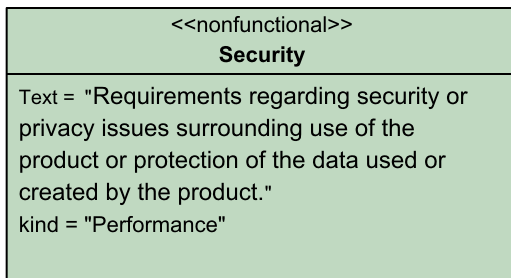 <<nonfunctional>>
Security
Text = "Requirements regarding security or
privacy issues surrounding use of the
product or protection of the data used or
created by the product."
kind = "Performance"